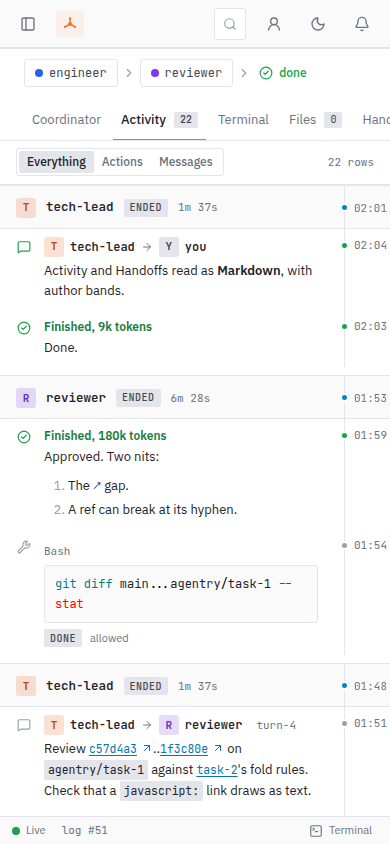 engineer reviewer done
Coordinator Activity 22 Terminal Files 0 Hand
Everything Actions Messages 22 rows
T tech-lead ENDED 1m 37s 02:01
T tech-lead → Y you 02:04
Activity and Handoffs read as Markdown, with
author bands.
Finished, 9k tokens 02:03
Done.
R reviewer ENDED 6m 28s 01:53
Finished, 180k tokens 01:59
Approved. Two nits:
1. The ↗ gap.
2. A ref can break at its hyphen.
Bash 01:54
git diff main...agentry/task-1 --
stat
DONE allowed
T tech-lead ENDED 1m 37s 01:48
T tech-lead → R reviewer turn-4 01:51
Review c57d4a3 ↗..1f3c80e ↗ on
agentry/task-1 against task-2's fold rules.
Check that a javascript: link draws as text.
Live log #51 Terminal